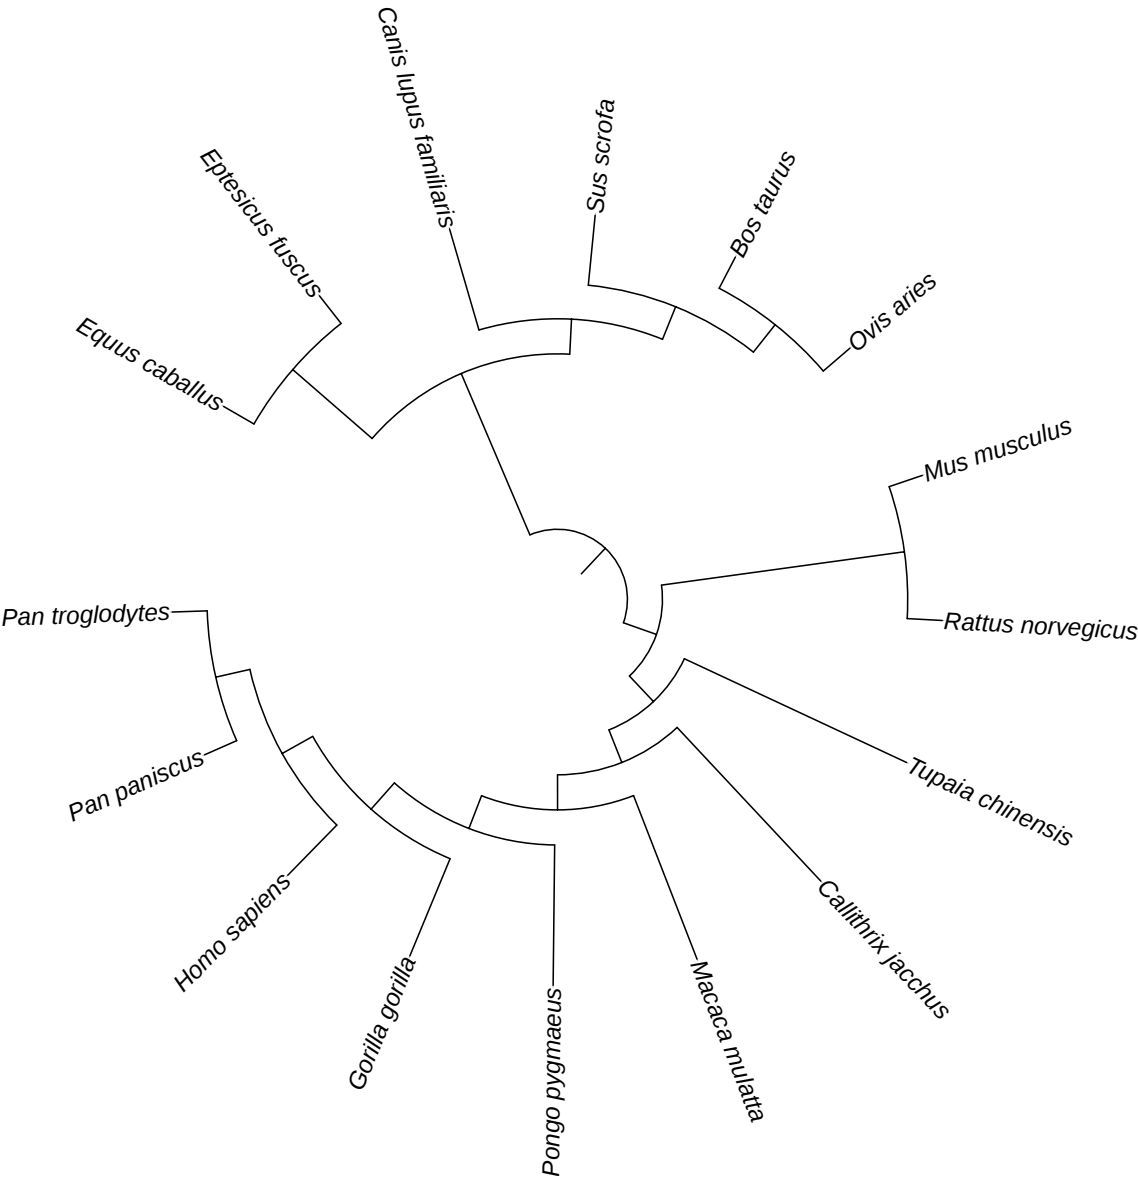 Canis lupus familiaris
Sus scrofa
Eptesicus fuscus
Bos taurus
Ovis aries
Equus caballus
Mus musculus
Pan troglodytes
Rattus norvegicus
Pan paniscus
Tupaia chinensis
Homo sapiens
Callithrix jacchus
Gorilla gorilla
Macaca mulatta
Pongo pygmaeus